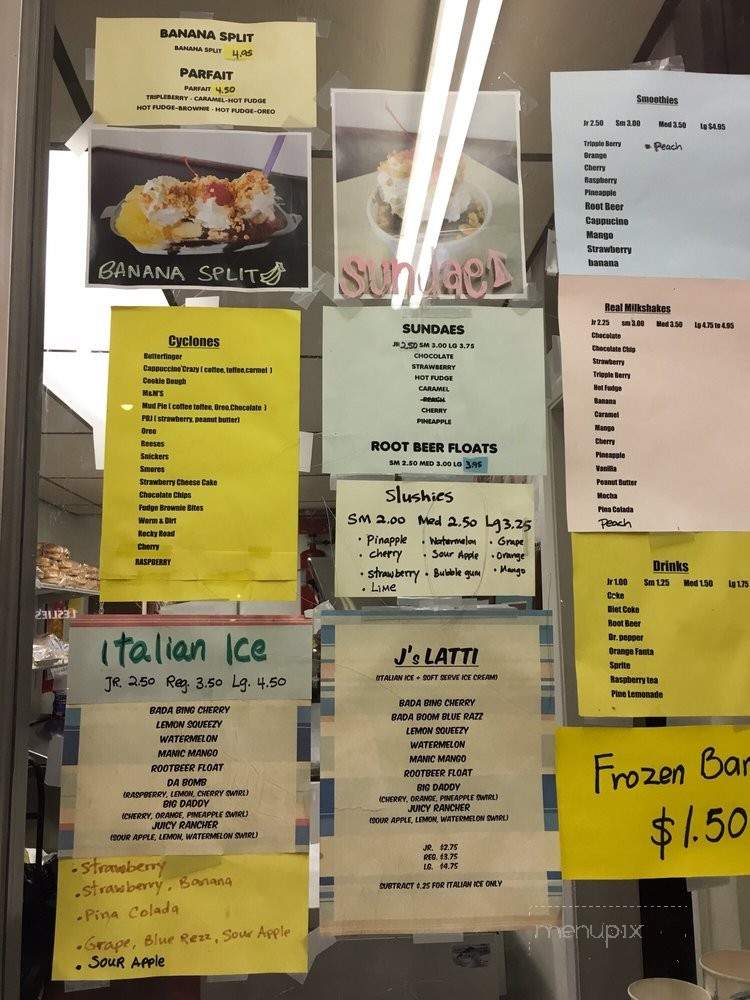 BANANA SPLIT
BANANA SPLIT 4.95
PARFAIT
PARFAIT 4.50
TRIPLEBERRY - CARAMEL-HOT FUDGE
HOT FUDGE-BROWNIE - HOT FUDGE-OREO
BANANA SPLIT
Sundae
Cyclones
Butterfinger
Cappuccino Crazy ( coffee, toffee,carmel )
Cookie Dough
M&M'S
Mud Pie ( coffee toffee, Oreo,Chocolate )
PBJ ( strawberry, peanut butter)
Oreo
Reeses
Snickers
Smores
Strawberry Cheese Cake
Chocolate Chips
Fudge Brownie Bites
Worm & Dirt
Rocky Road
Cherry
RASPBERRY
SUNDAES
JR 2.50 SM 3.00 LG 3.75
CHOCOLATE
STRAWBERRY
HOT FUDGE
CARAMEL
PEACH
CHERRY
PINEAPPLE
ROOT BEER FLOATS
SM 2.50 MED 3.00 LG 3.95
Slushies
SM 2.00 Med 2.50 Lg 3.25
• Pinapple • Watermelon • Grape
• cherry • Sour Apple • Orange
• strawberry • Bubble gum • Mango
• LIME
Smoothies
Jr 2.50 Sm 3.00 Med 3.50 Lg $4.95
Tripple Berry • Peach
Orange
Cherry
Raspberry
Pineapple
Root Beer
Cappucino
Mango
Strawberry
banana
Real Milkshakes
Jr 2.25 sm 3.00 Med 3.50 Lg 4.75 to 4.95
Chocolate
Chocolate Chip
Strawberry
Tripple Berry
Hot Fudge
Banana
Caramel
Mango
Cherry
Pineapple
Vanilla
Peanut Butter
Mocha
Pina Colada
Peach
Drinks
Jr 1.00 Sm 1.25 Med 1.50 Lg 1.75
Coke
Diet Coke
Root Beer
Dr. pepper
Orange Fanta
Sprite
Raspberry tea
Pink Lemonade
Frozen Bar
$1.50
Italian Ice
JR. 2.50 Reg. 3.50 Lg. 4.50
BADA BING CHERRY
LEMON SQUEEZY
WATERMELON
MANIC MANGO
ROOTBEER FLOAT
DA BOMB
(RASPBERRY, LEMON, CHERRY SWIRL)
BIG DADDY
(CHERRY, ORANGE, PINEAPPLE SWIRL)
JUICY RANCHER
(SOUR APPLE, LEMON, WATERMELON SWIRL)
• Strawberry
• Strawberry, Banana
• Pina Colada
• Grape, Blue Rezz, Sour Apple
• SOUR Apple
J's LATTI
(ITALIAN ICE + SOFT SERVE ICE CREAM)
BADA BING CHERRY
BADA BOOM BLUE RAZZ
LEMON SQUEEZY
WATERMELON
MANIC MANGO
ROOTBEER FLOAT
BIG DADDY
(CHERRY, ORANGE, PINEAPPLE SWIRL)
JUICY RANCHER
(SOUR APPLE, LEMON, WATERMELON SWIRL)
JR. $2.75
REG. $3.75
LG. $4.75
SUBTRACT $.25 FOR ITALIAN ICE ONLY
menupix